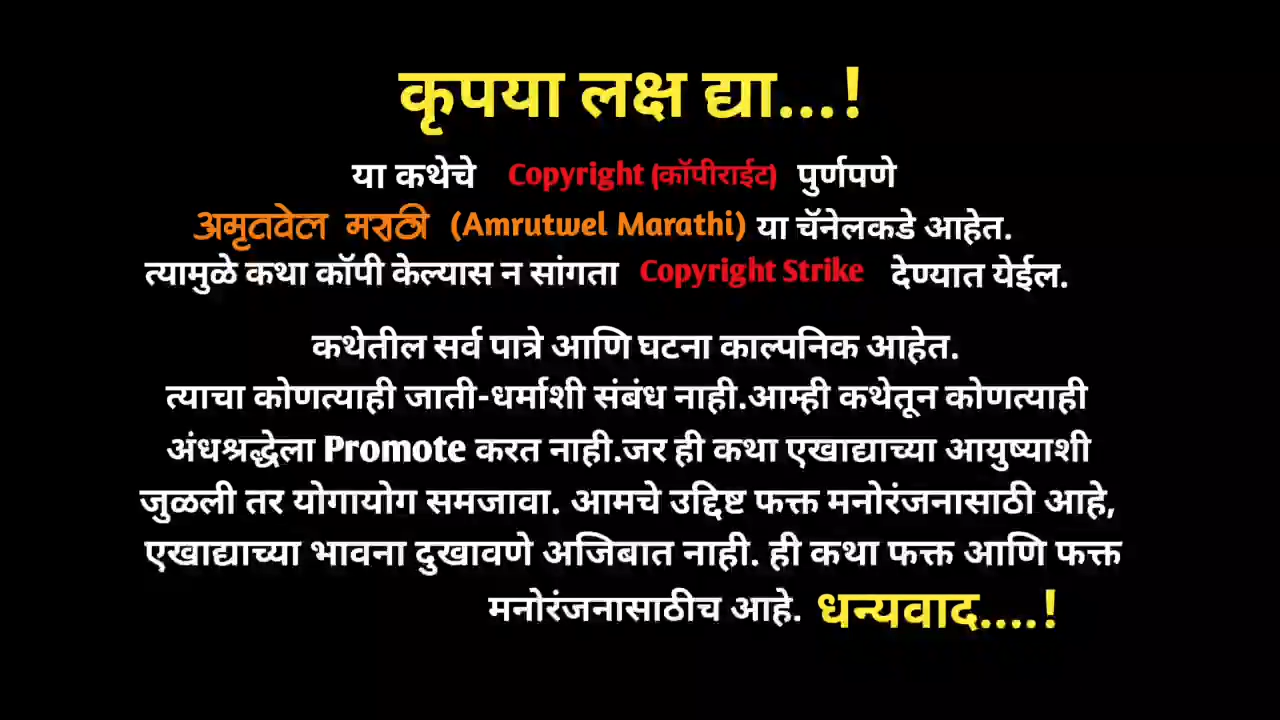 कृपया लक्ष द्या...!
या कथेचे Copyright (कॉपीराईट) पुर्णपणे
अमृतवेल मराठी (Amrutwel Marathi) या चॅनेलकडे आहेत.
त्यामुळे कथा कॉपी केल्यास न सांगता Copyright Strike देण्यात येईल.
कथेतील सर्व पात्रे आणि घटना काल्पनिक आहेत.
त्याचा कोणत्याही जाती-धर्माशी संबंध नाही.आम्ही कथेतून कोणत्याही
अंधश्रद्धेला Promote करत नाही.जर ही कथा एखाद्याच्या आयुष्याशी
जुळली तर योगायोग समजावा. आमचे उद्दिष्ट फक्त मनोरंजनासाठी आहे,
एखाद्याच्या भावना दुखावणे अजिबात नाही. ही कथा फक्त आणि फक्त
मनोरंजनासाठीच आहे. धन्यवाद....!